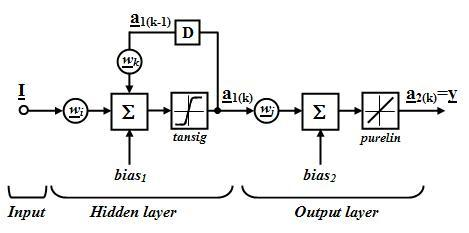 a1(k-1)
D
wk
I
wi
Σ
a1(k)
wj
Σ
a2(k)=y
tansig
purelin
bias1
bias2
Input
Hidden layer
Output layer